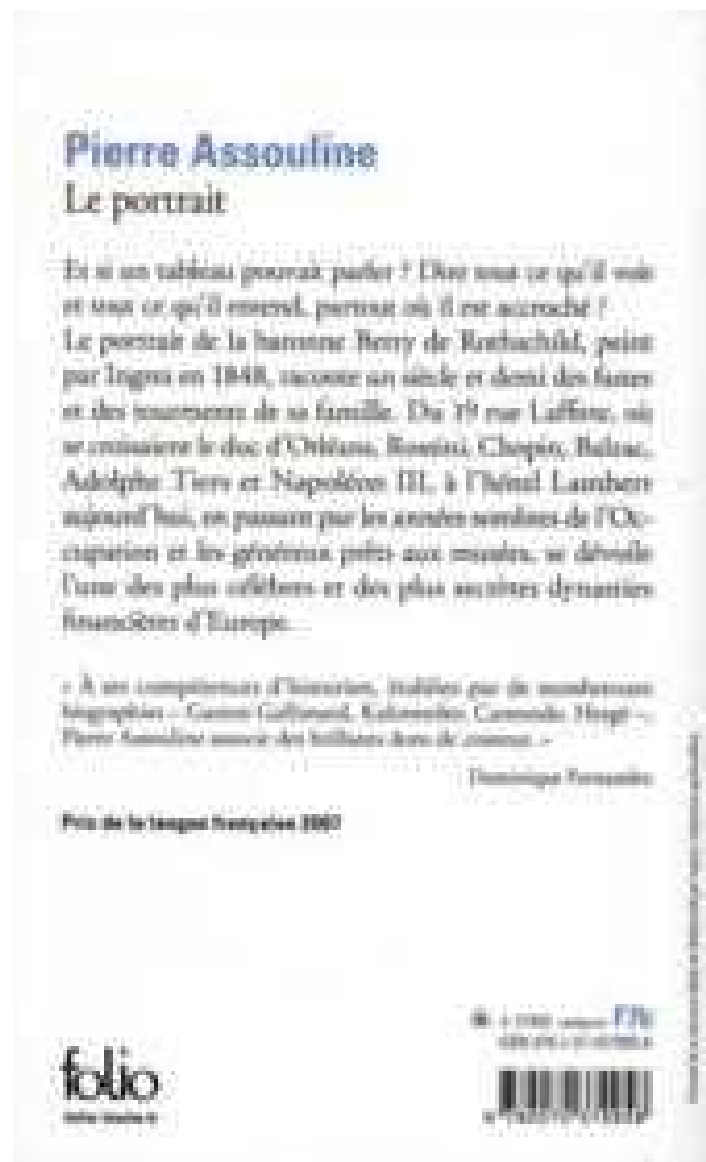 Pierre Assouline
Le portrait
Et si un tableau pouvait parler ? Dire tout ce qu'il voit
et tout ce qu'il entend, partout où il est accroché ?
Le portrait de la baronne Betty de Rothschild, peint
par Ingres en 1848, raconte un siècle et demi des fastes
et des tourments de sa famille. Du 19 rue Laffitte, où
se croisaient le duc d'Orléans, Rossini, Chopin, Balzac,
Adolphe Tiers et Napoléon III, à l'hôtel Lambert
aujourd'hui, en passant par les années sombres de l'Oc-
cupation et les généreux prêts aux musées, se dévoile
l'une des plus célèbres et des plus secrètes dynasties
financières d'Europe.
« À ses compétences d'historien, établies par de nombreuses
biographies – Gaston Gallimard, Kahnweiler, Camondo, Hergé –,
Pierre Assouline associe des brillants dons de conteur. »
Dominique Fernandez
Prix de la langue française 2007
folio